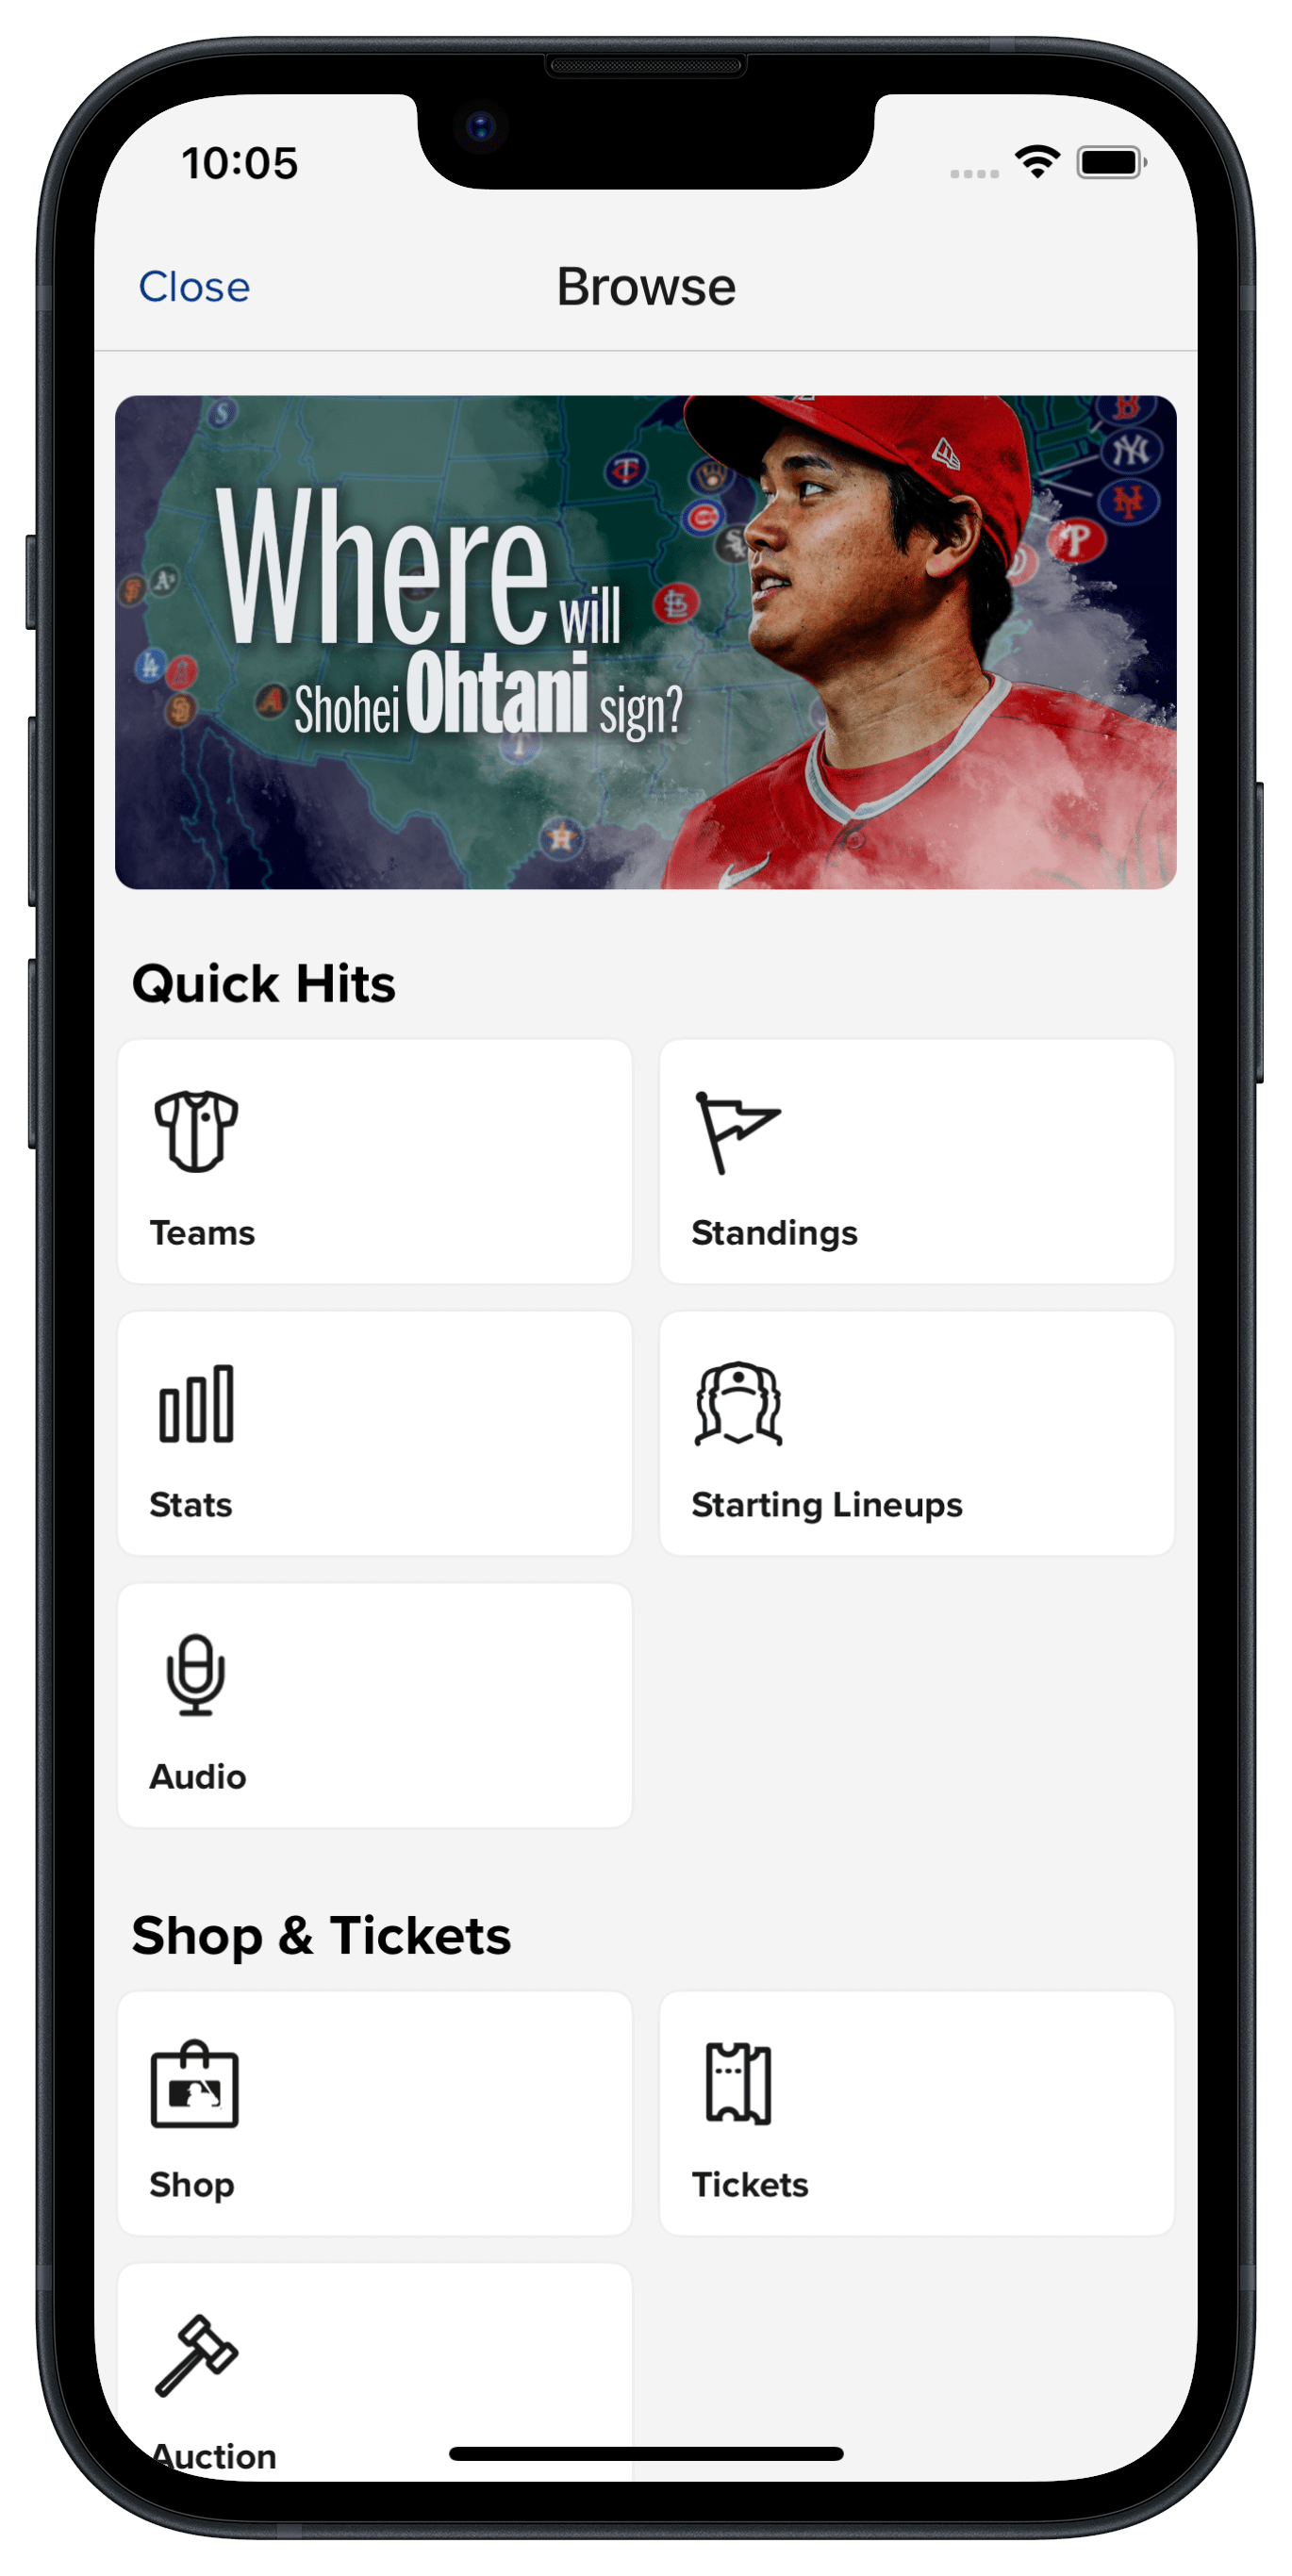 10:05
Close
Browse
Where will
Shohei Ohtani sign?
Quick Hits
Teams
Standings
Stats
Starting Lineups
Audio
Shop & Tickets
Shop
Tickets
Auction